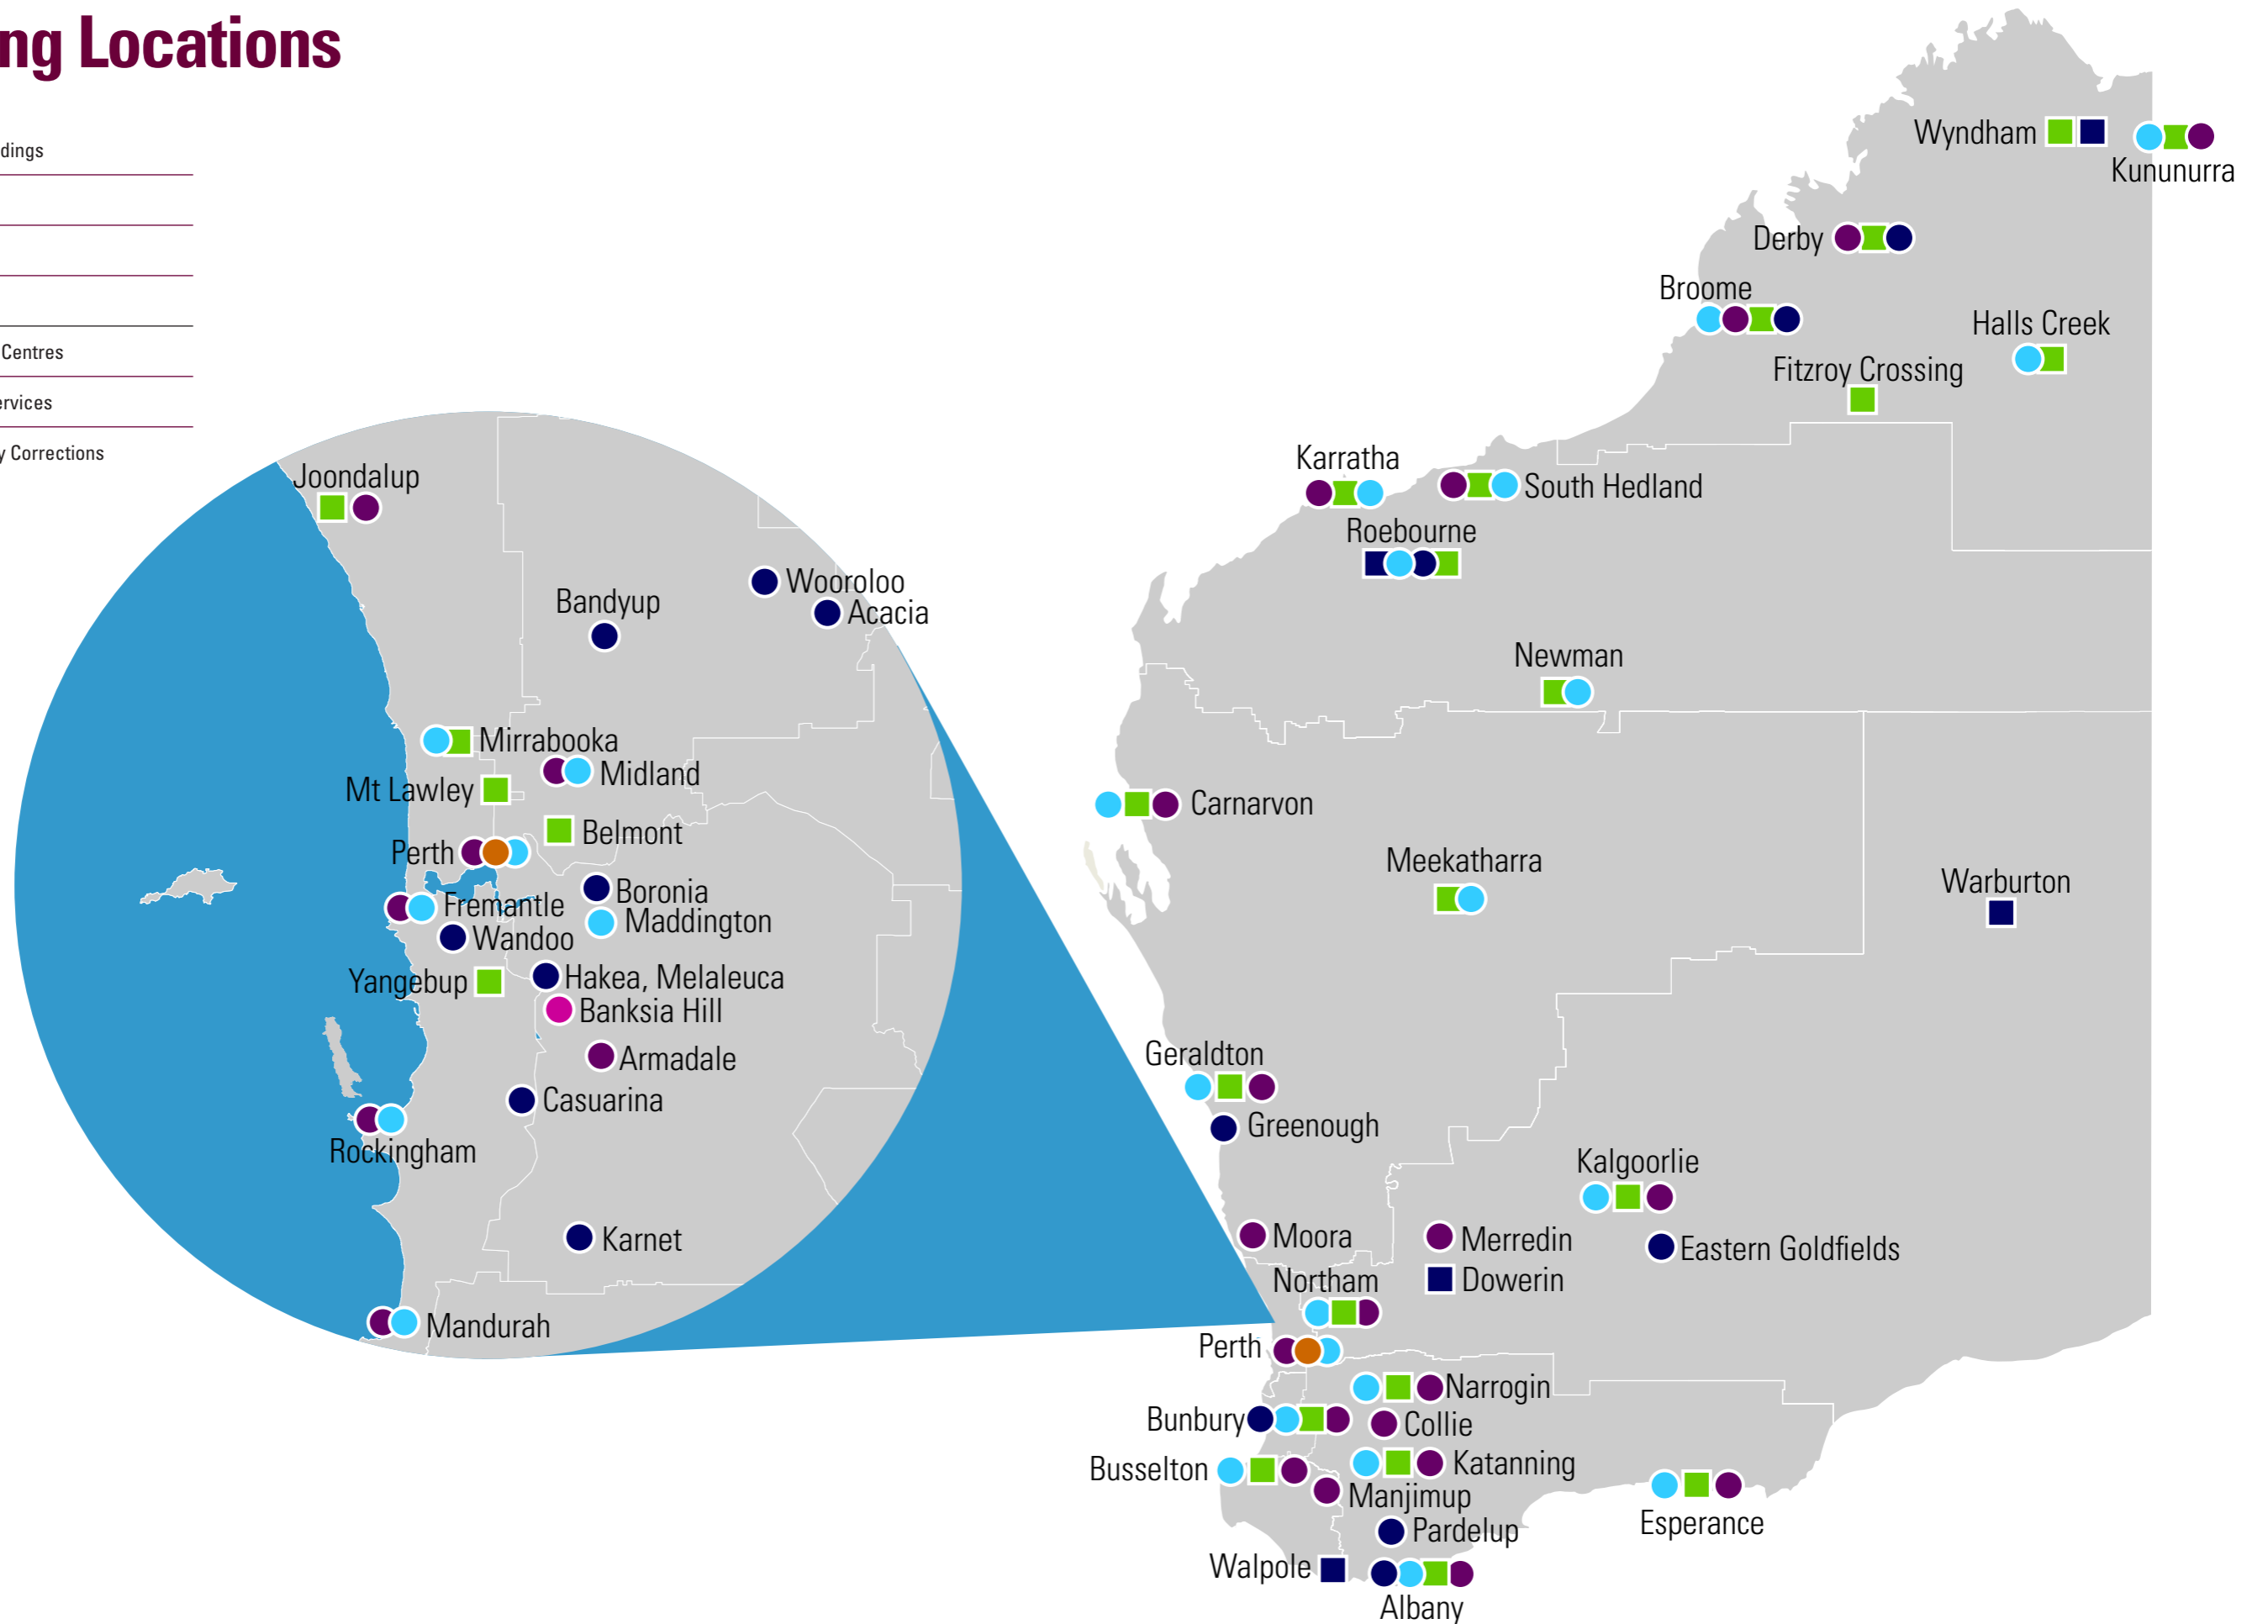 ng Locations
dings
Centres
ervices
y Corrections
Joondalup
Wooroloo
Bandyup
Acacia
Mirrabooka
Midland
Mt Lawley
Belmont
Perth
Boronia
Fremantle
Maddington
Wandoo
Yangebup
Hakea, Melaleuca
Banksia Hill
Armadale
Casuarina
Rockingham
Karnet
Mandurah
Wyndham
Kununurra
Derby
Broome
Halls Creek
Fitzroy Crossing
Karratha
South Hedland
Roebourne
Newman
Carnarvon
Meekatharra
Warburton
Geraldton
Greenough
Kalgoorlie
Moora
Merredin
Eastern Goldfields
Northam
Dowerin
Perth
Narrogin
Bunbury
Collie
Busselton
Katanning
Manjimup
Esperance
Pardelup
Walpole
Albany